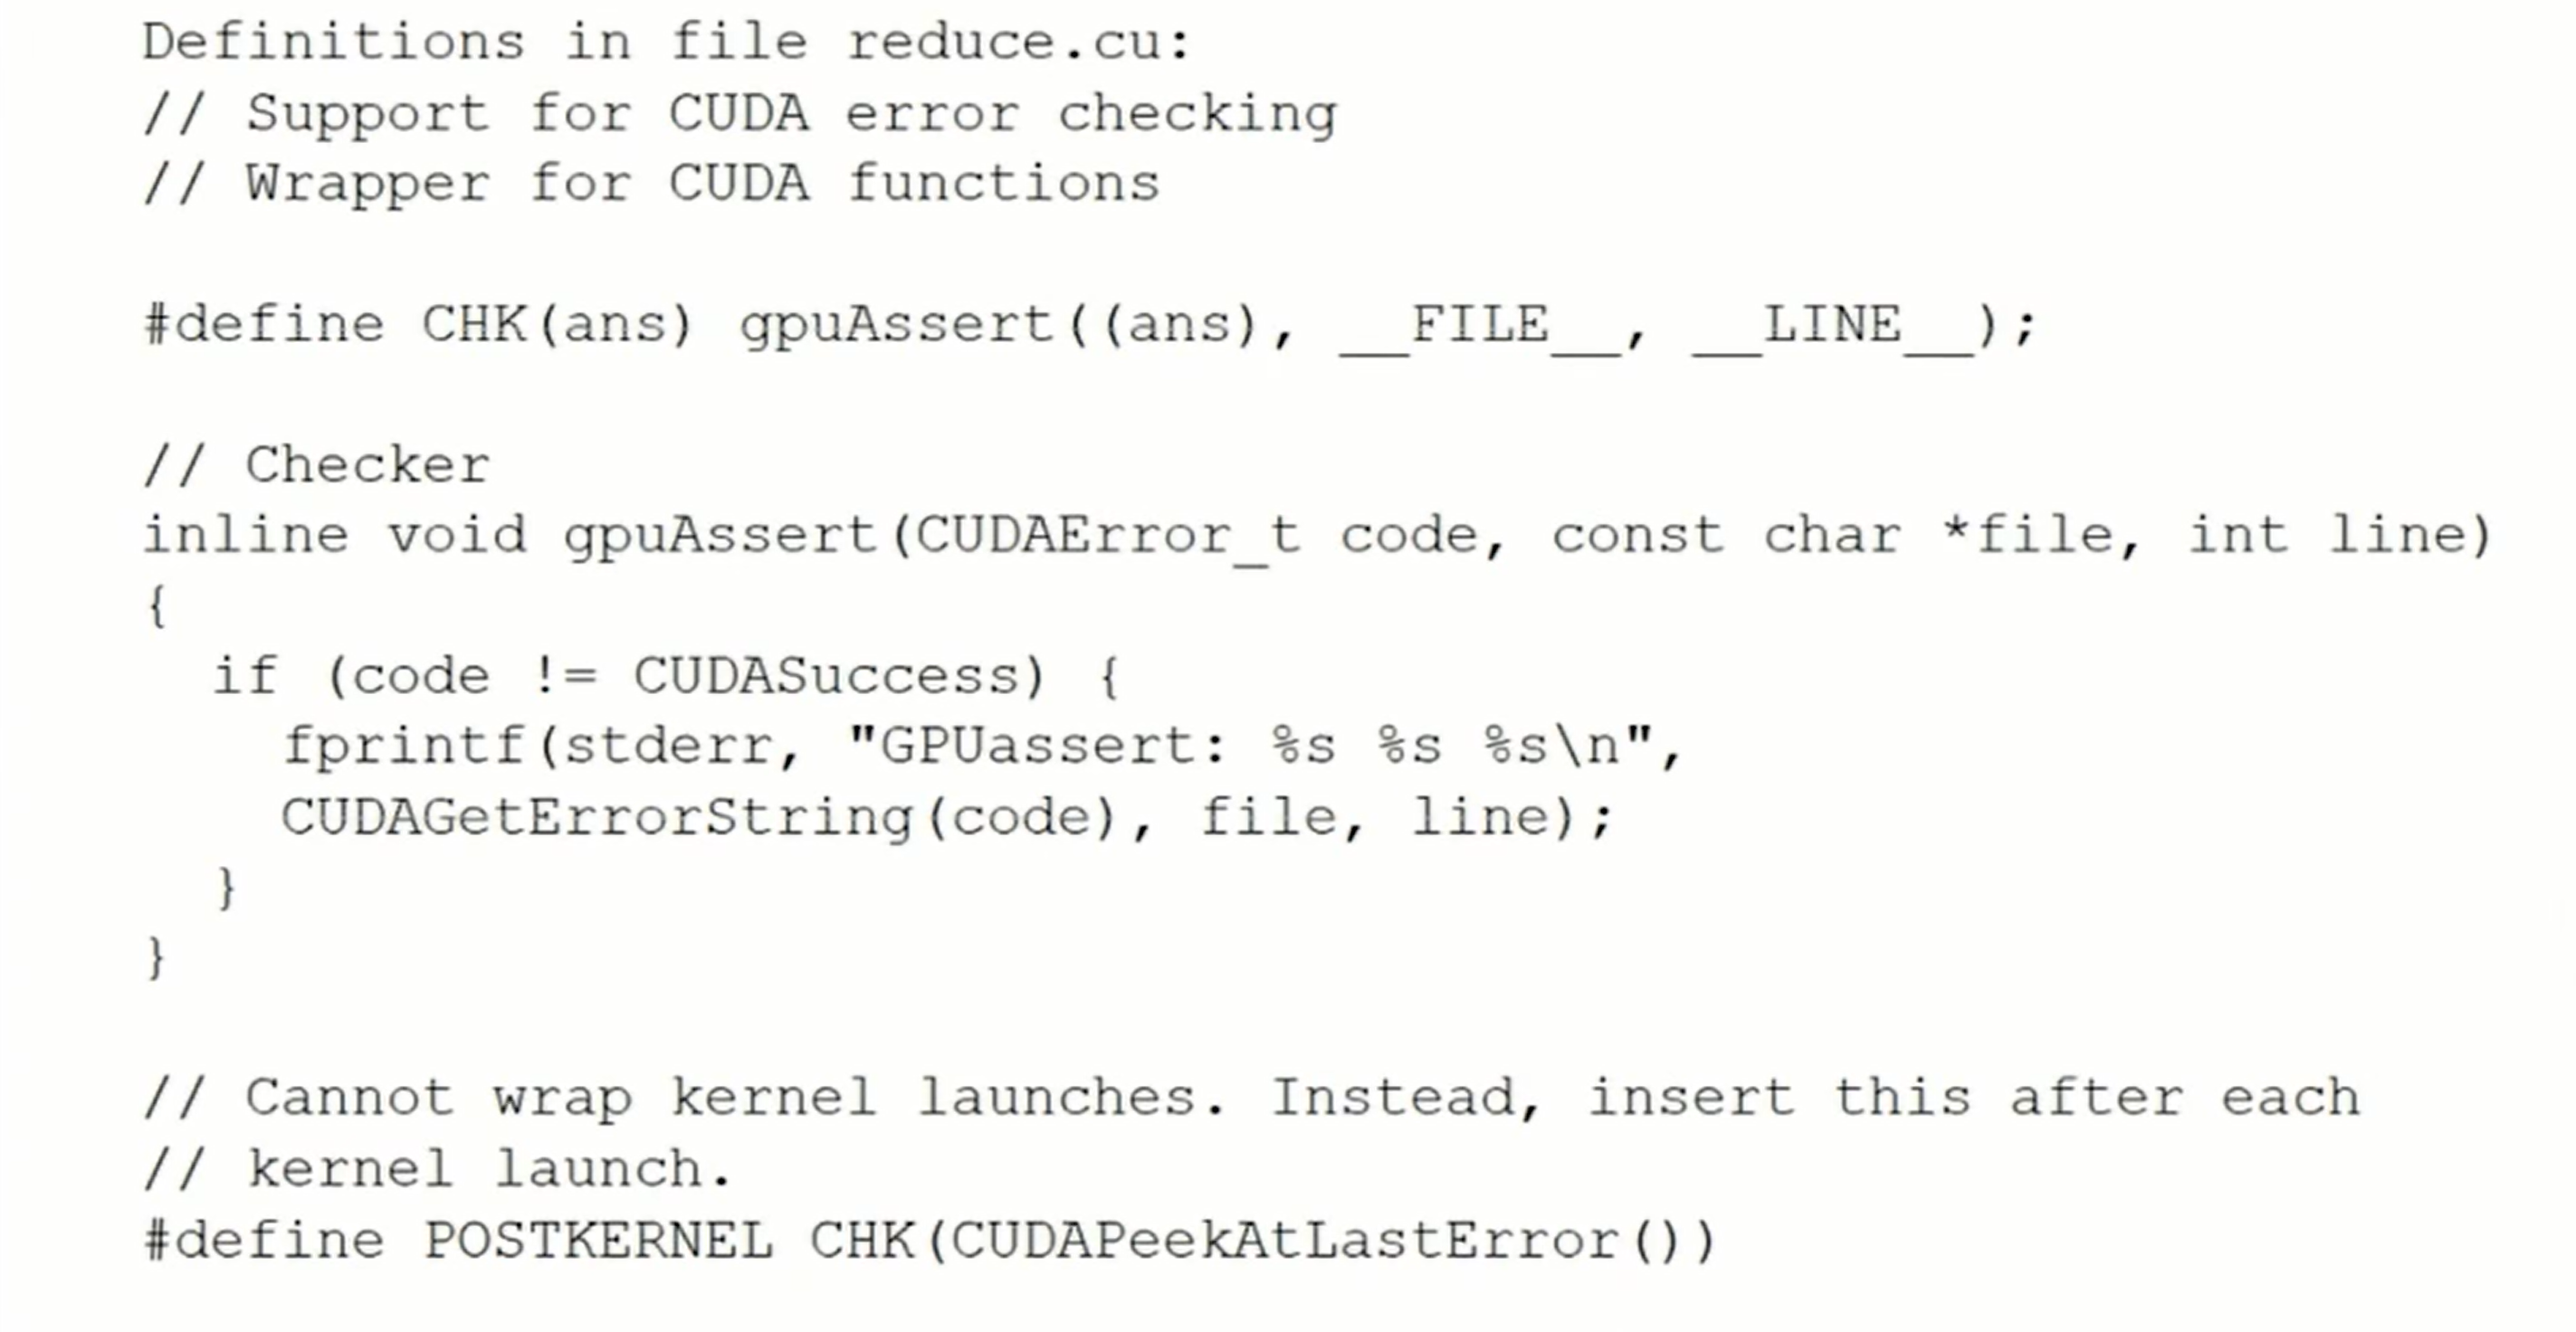 Definitions in file reduce.cu:
// Support for CUDA error checking
// Wrapper for CUDA functions
#define CHK(ans) gpuAssert((ans), __FILE__, __LINE__);
// Checker
inline void gpuAssert(CUDAError_t code, const char *file, int line)
{
if (code != CUDASuccess) {
fprintf(stderr, "GPUassert: %s %s %s\n",
CUDAGetErrorString(code), file, line);
}
}
// Cannot wrap kernel launches. Instead, insert this after each
// kernel launch.
#define POSTKERNEL CHK(CUDAPeekAtLastError())